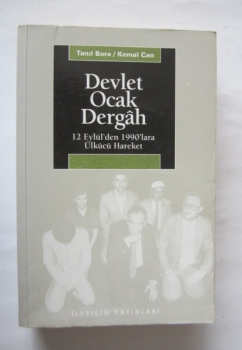 Tanıl Bora / Kemal Can
Devlet
Ocak
Dergâh
12 Eylül'den 1990'lara
Ülkücü Hareket
İLETİŞİM YAYINLARI